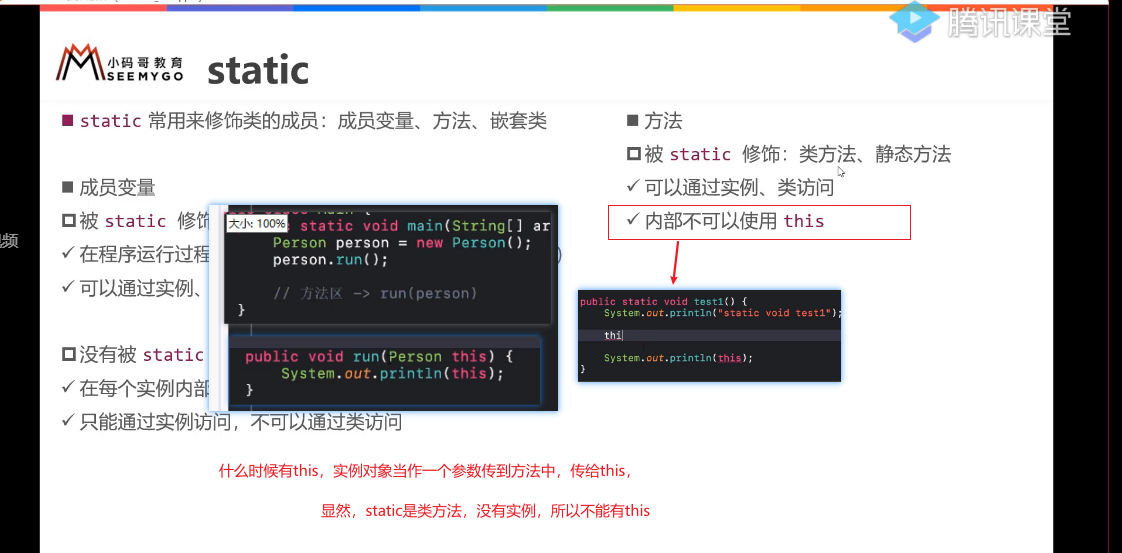 腾讯课堂
小码哥教育
SEEMYGO
static
static 常用来修饰类的成员：成员变量、方法、嵌套类
成员变量
被 static 修饰
在程序运行过程
)
可以通过实例、
没有被 static
在每个实例内部
只能通过实例访问，不可以通过类访问
方法
被 static 修饰：类方法、静态方法
可以通过实例、类访问
内部不可以使用 this
大小: 100%
static void main(String[] ar
Person person = new Person();
person.run();
// 方法区 -> run(person)
}
public void run(Person this) {
System.out.println(this);
}
public static void test1() {
System.out.println("static void test1");
thi
System.out.println(this);
}
什么时候有this，实例对象当作一个参数传到方法中，传给this，
显然，static是类方法，没有实例，所以不能有this
频